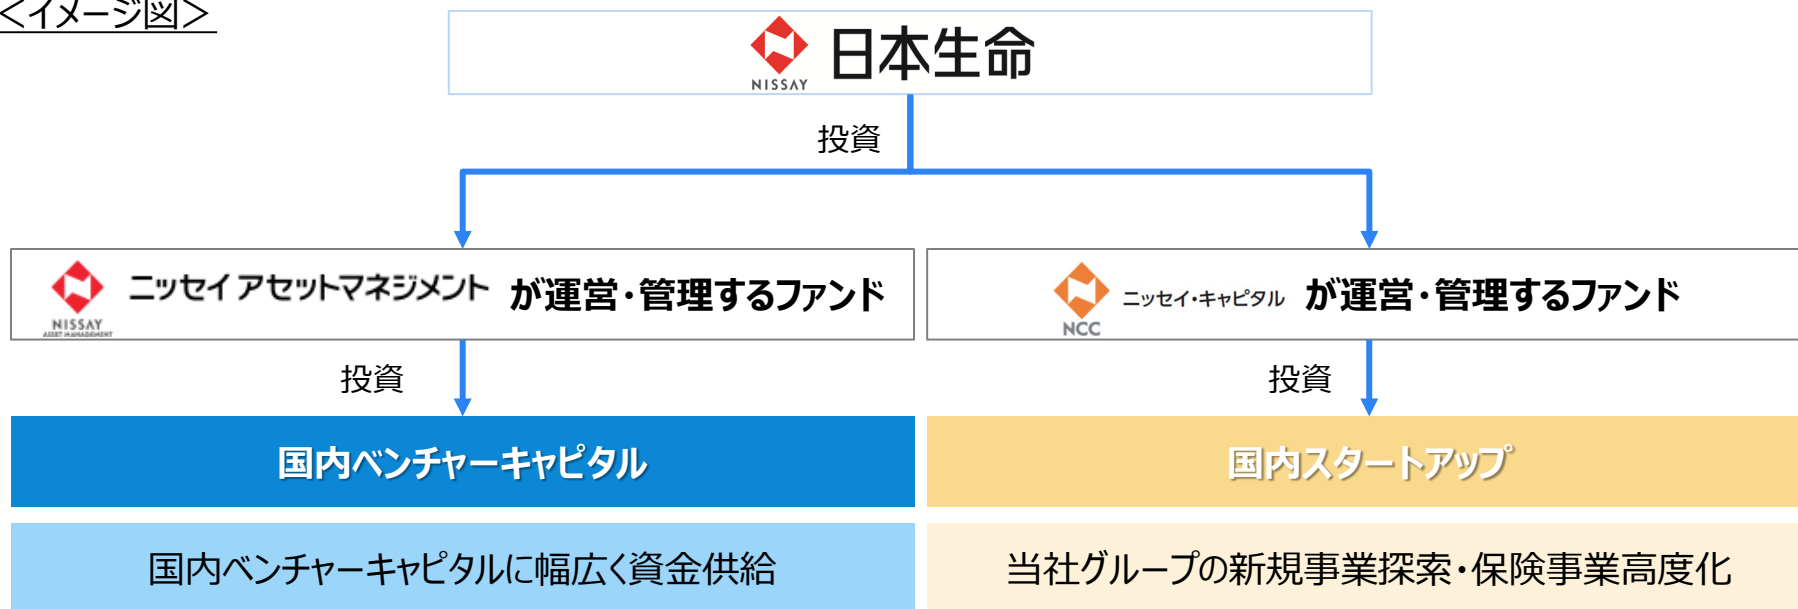 <イメージ図>
NISSAY 日本生命
投資
NISSAY ASSET MANAGEMENT ニッセイ アセットマネジメント が運営・管理するファンド
NCC ニッセイ・キャピタル が運営・管理するファンド
投資
投資
国内ベンチャーキャピタル
国内スタートアップ
国内ベンチャーキャピタルに幅広く資金供給
当社グループの新規事業探索・保険事業高度化